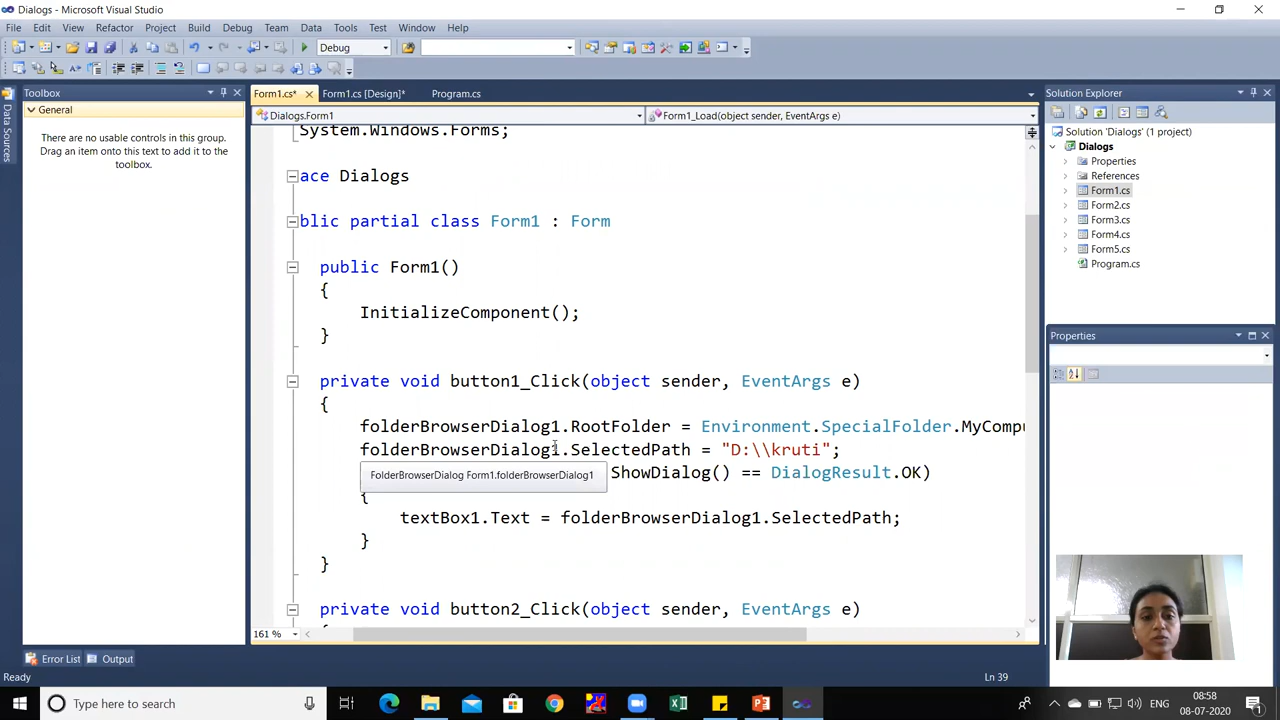 Dialogs - Microsoft Visual Studio
File Edit View Refactor Project Build Debug Team Data Tools Test Window Help
Debug
Toolbox
General
There are no usable controls in this group.
Drag an item onto this text to add it to the
toolbox.
Data Sources
Form1.cs* Form1.cs [Design]* Program.cs
Dialogs.Form1 Form1_Load(object sender, EventArgs e)
System.Windows.Forms;
ace Dialogs
blic partial class Form1 : Form
public Form1()
{
InitializeComponent();
}
private void button1_Click(object sender, EventArgs e)
{
folderBrowserDialog1.RootFolder = Environment.SpecialFolder.MyCompu
folderBrowserDialog1.SelectedPath = "D:\\kruti";
ShowDialog() == DialogResult.OK)
FolderBrowserDialog Form1.folderBrowserDialog1
{
textBox1.Text = folderBrowserDialog1.SelectedPath;
}
}
private void button2_Click(object sender, EventArgs e)
161 %
Solution Explorer
Solution 'Dialogs' (1 project)
Dialogs
Properties
References
Form1.cs
Form2.cs
Form3.cs
Form4.cs
Form5.cs
Program.cs
Properties
Error List Output
Ln 39
Type here to search
ENG
08:58
08-07-2020